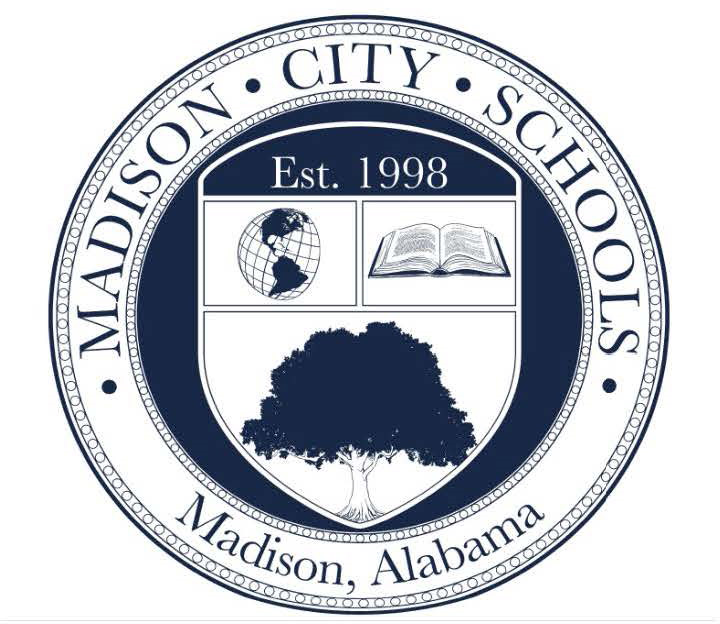 MADISON • CITY • SCHOOLS
Est. 1998
Madison, Alabama